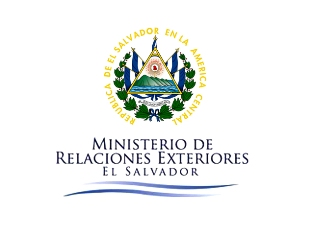 REPUBLICA DE EL SALVADOR EN LA AMERICA CENTRAL
MINISTERIO DE
RELACIONES EXTERIORES
EL SALVADOR